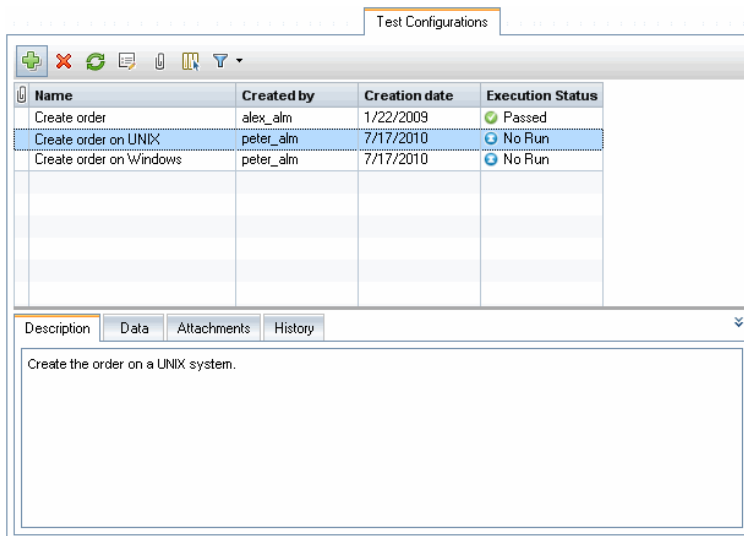 Test Configurations
Name Created by Creation date Execution Status
Create order alex_alm 1/22/2009 Passed
Create order on UNIX peter_alm 7/17/2010 No Run
Create order on Windows peter_alm 7/17/2010 No Run
Description Data Attachments History
Create the order on a UNIX system.